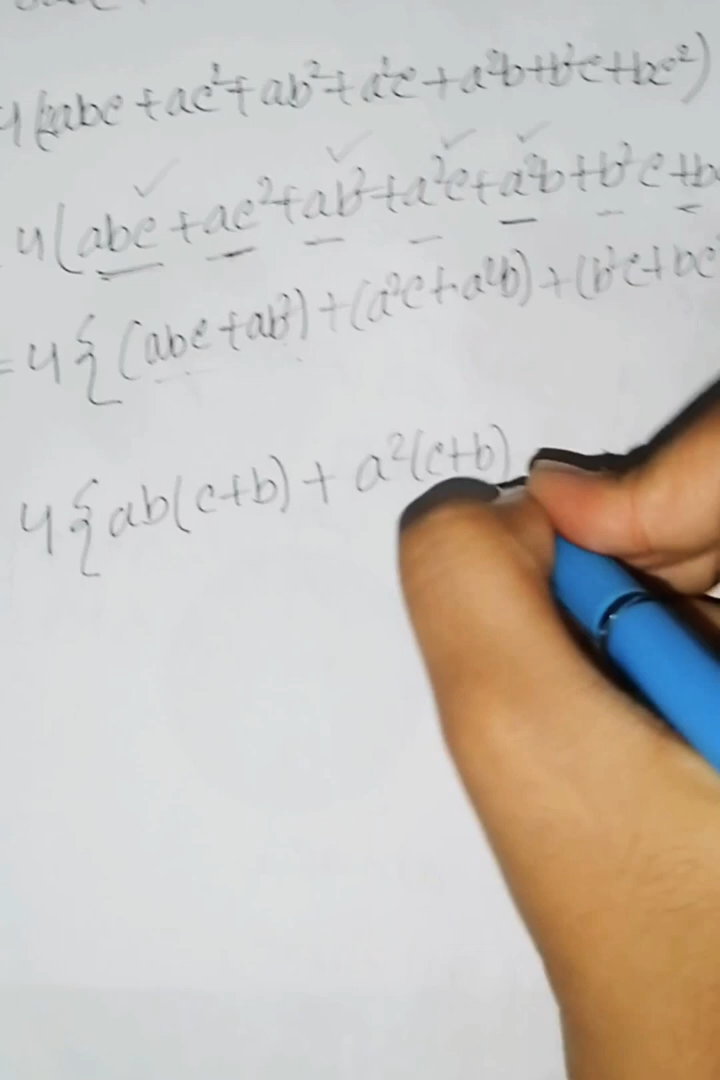 4(2abc + ac² + ab² + a²c + a²b + b²c + bc²)
4(abc + ac² + ab² + a²c + a²b + b²c + b
= 4{(abc + ab²) + (a²c + a²b) + (b²c + bc
4{ab(c+b) + a²(c+b)